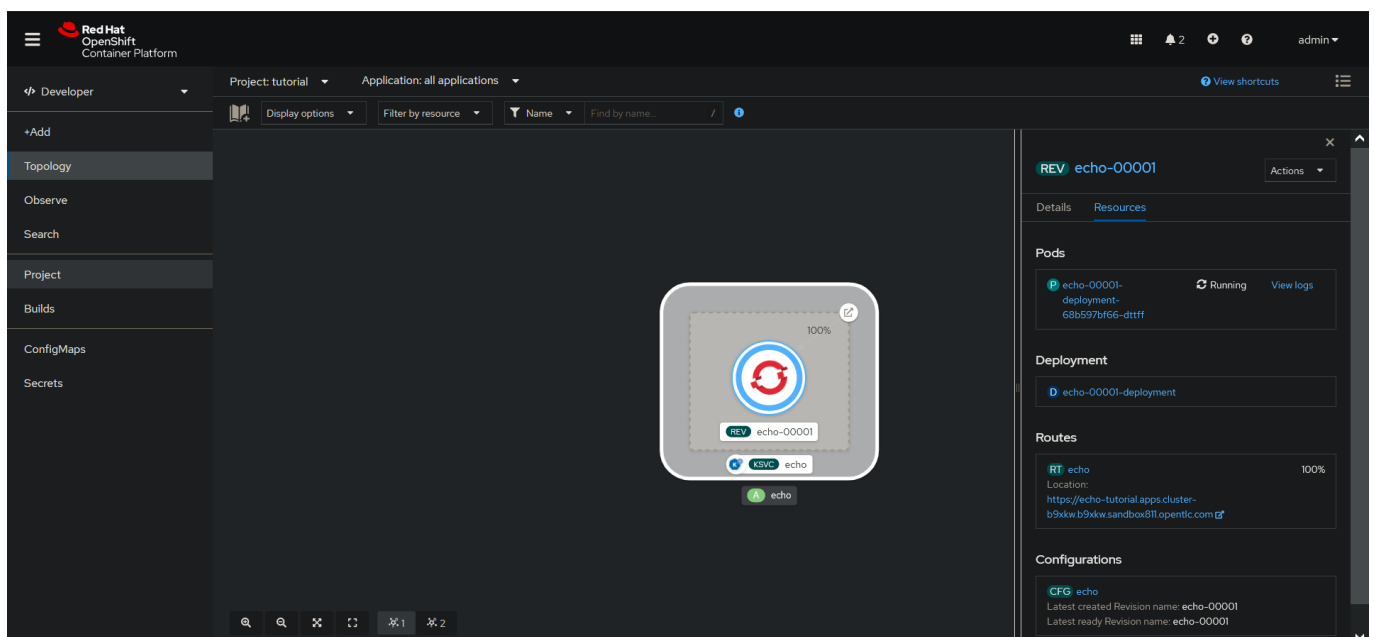 Red Hat
OpenShift
Container Platform
2
admin
Developer
Project: tutorial
Application: all applications
View shortcuts
Display options
Filter by resource
Name
Find by name...
/
+Add
Topology
Observe
Search
Project
Builds
ConfigMaps
Secrets
100%
REV echo-00001
KSVC echo
A echo
1
2
REV echo-00001
Actions
Details
Resources
Pods
P echo-00001-
deployment-
68b597bf66-dttff
Running
View logs
Deployment
D echo-00001-deployment
Routes
RT echo
100%
Location:
https://echo-tutorial.apps.cluster-
b9xkw.b9xkw.sandbox811.opentlc.com
Configurations
CFG echo
Latest created Revision name: echo-00001
Latest ready Revision name: echo-00001